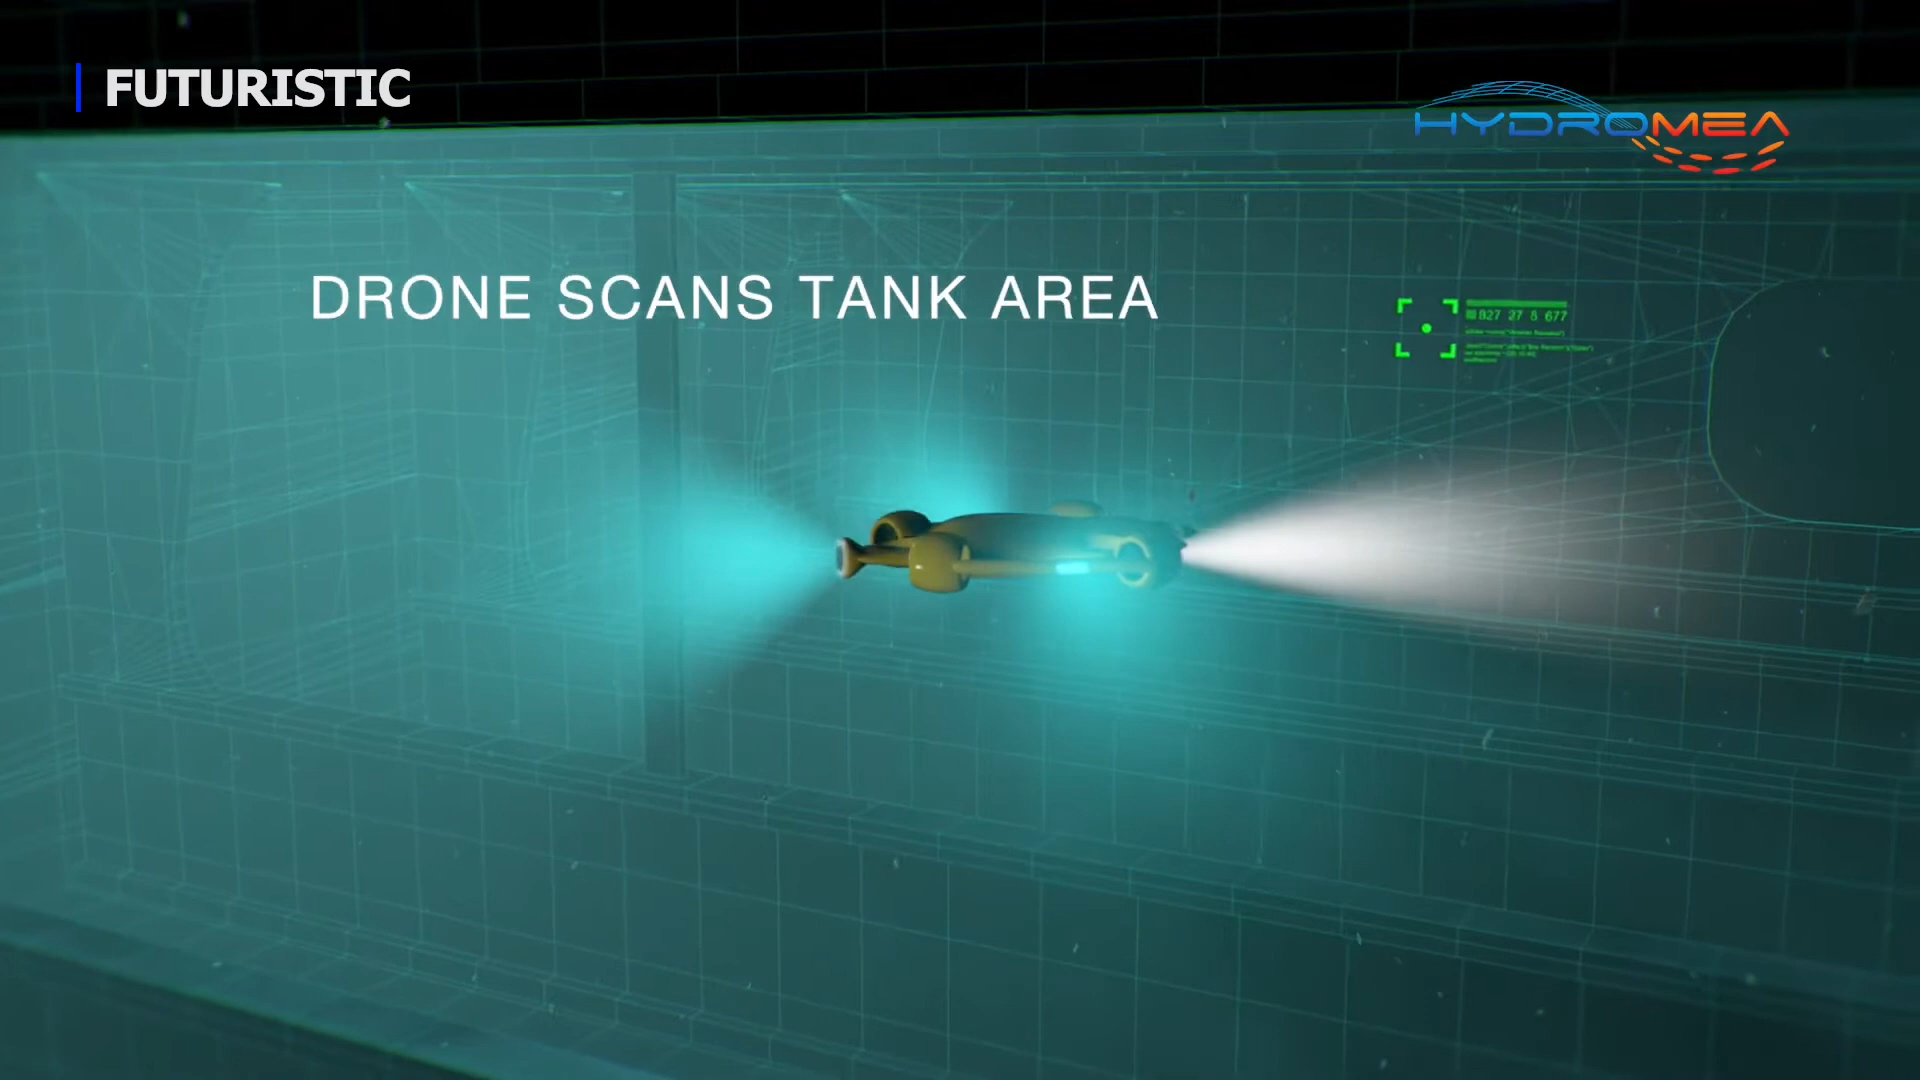 FUTURISTIC
HYDROMEA
DRONE SCANS TANK AREA
827 27 8 677